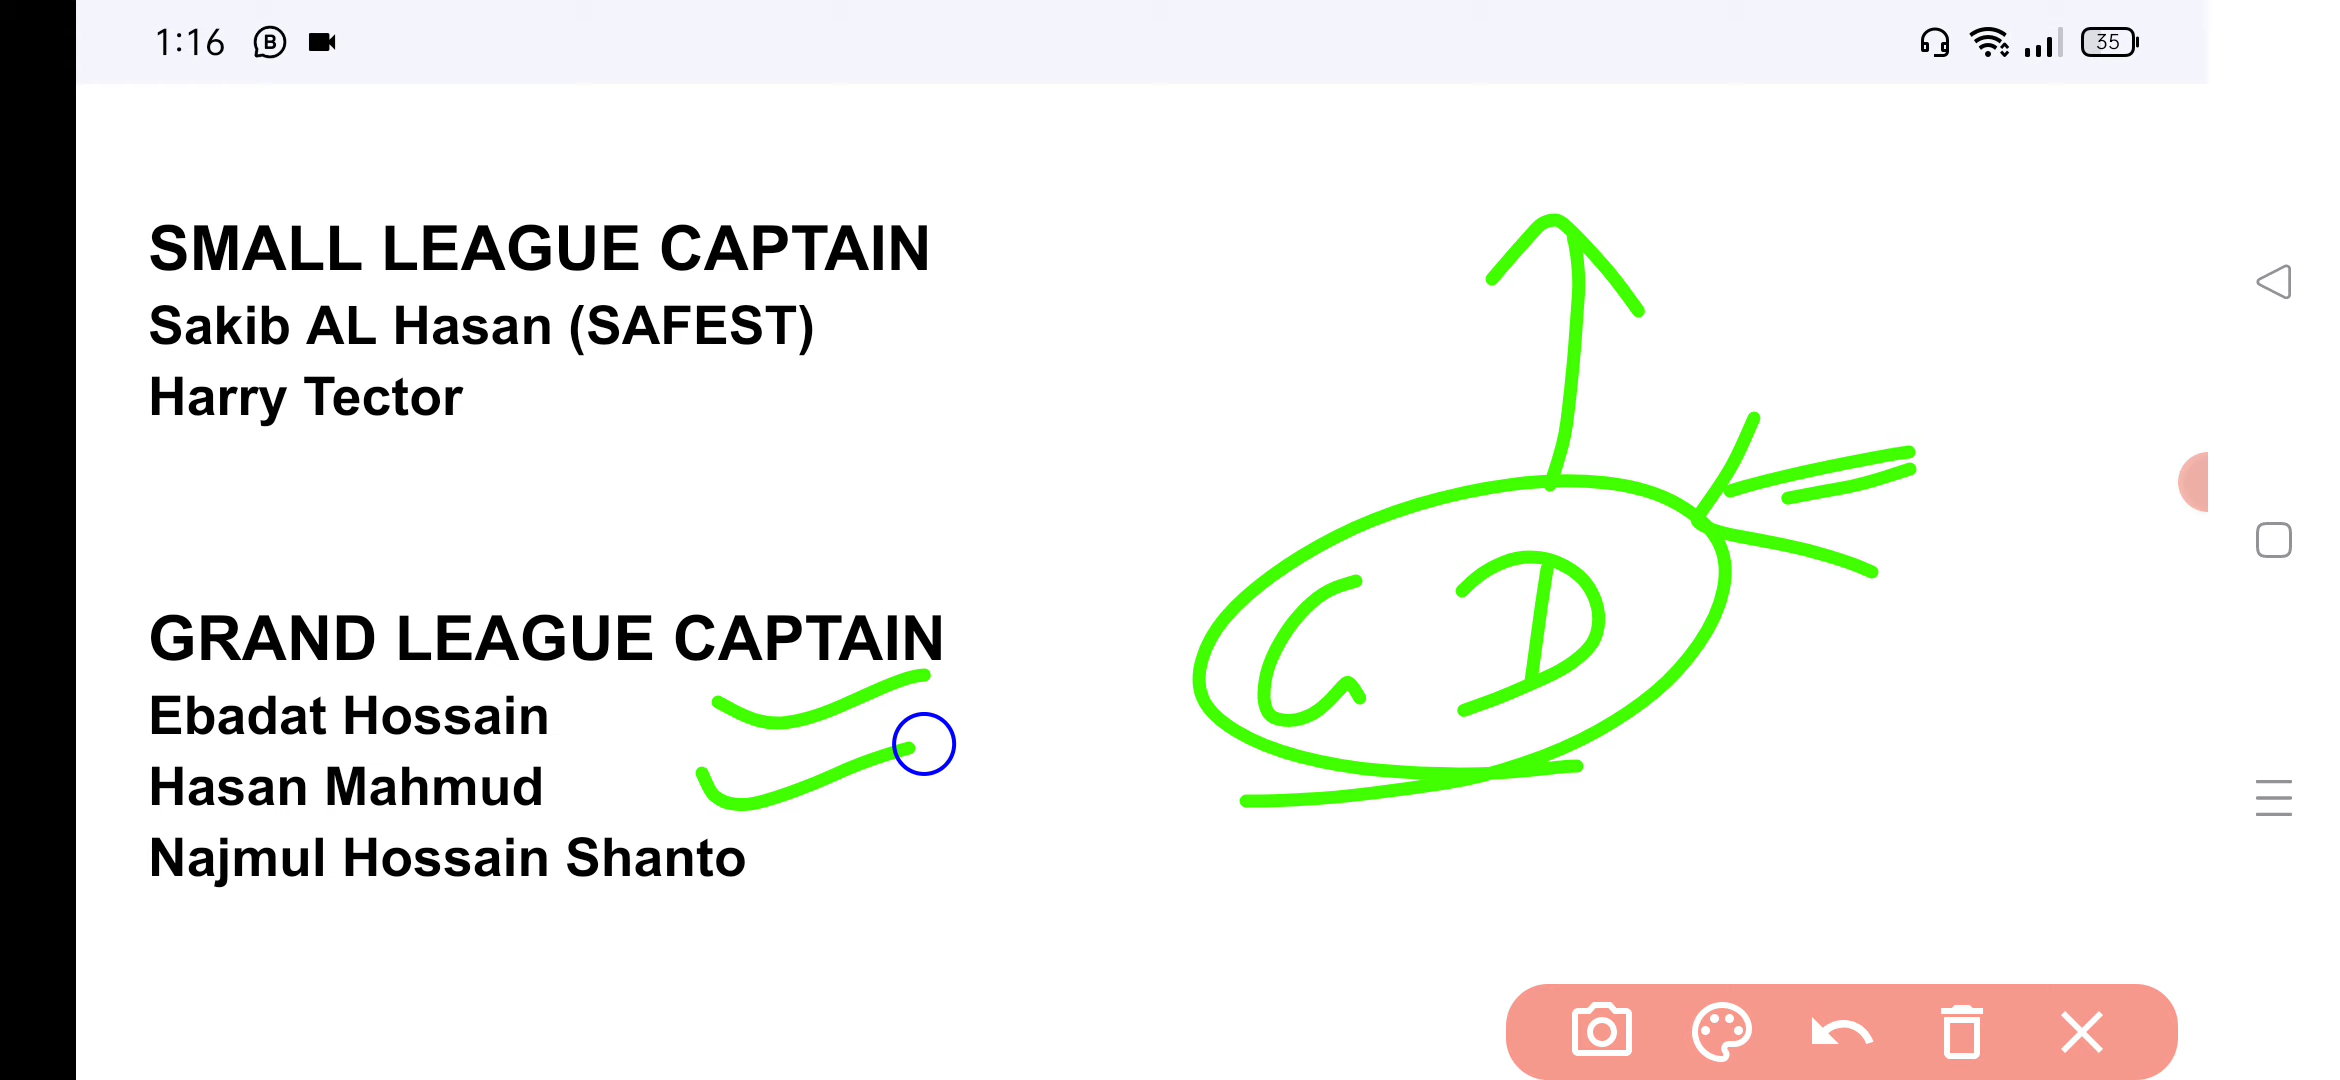 1:16
35
SMALL LEAGUE CAPTAIN
Sakib AL Hasan (SAFEST)
Harry Tector
GRAND LEAGUE CAPTAIN
Ebadat Hossain
Hasan Mahmud
Najmul Hossain Shanto